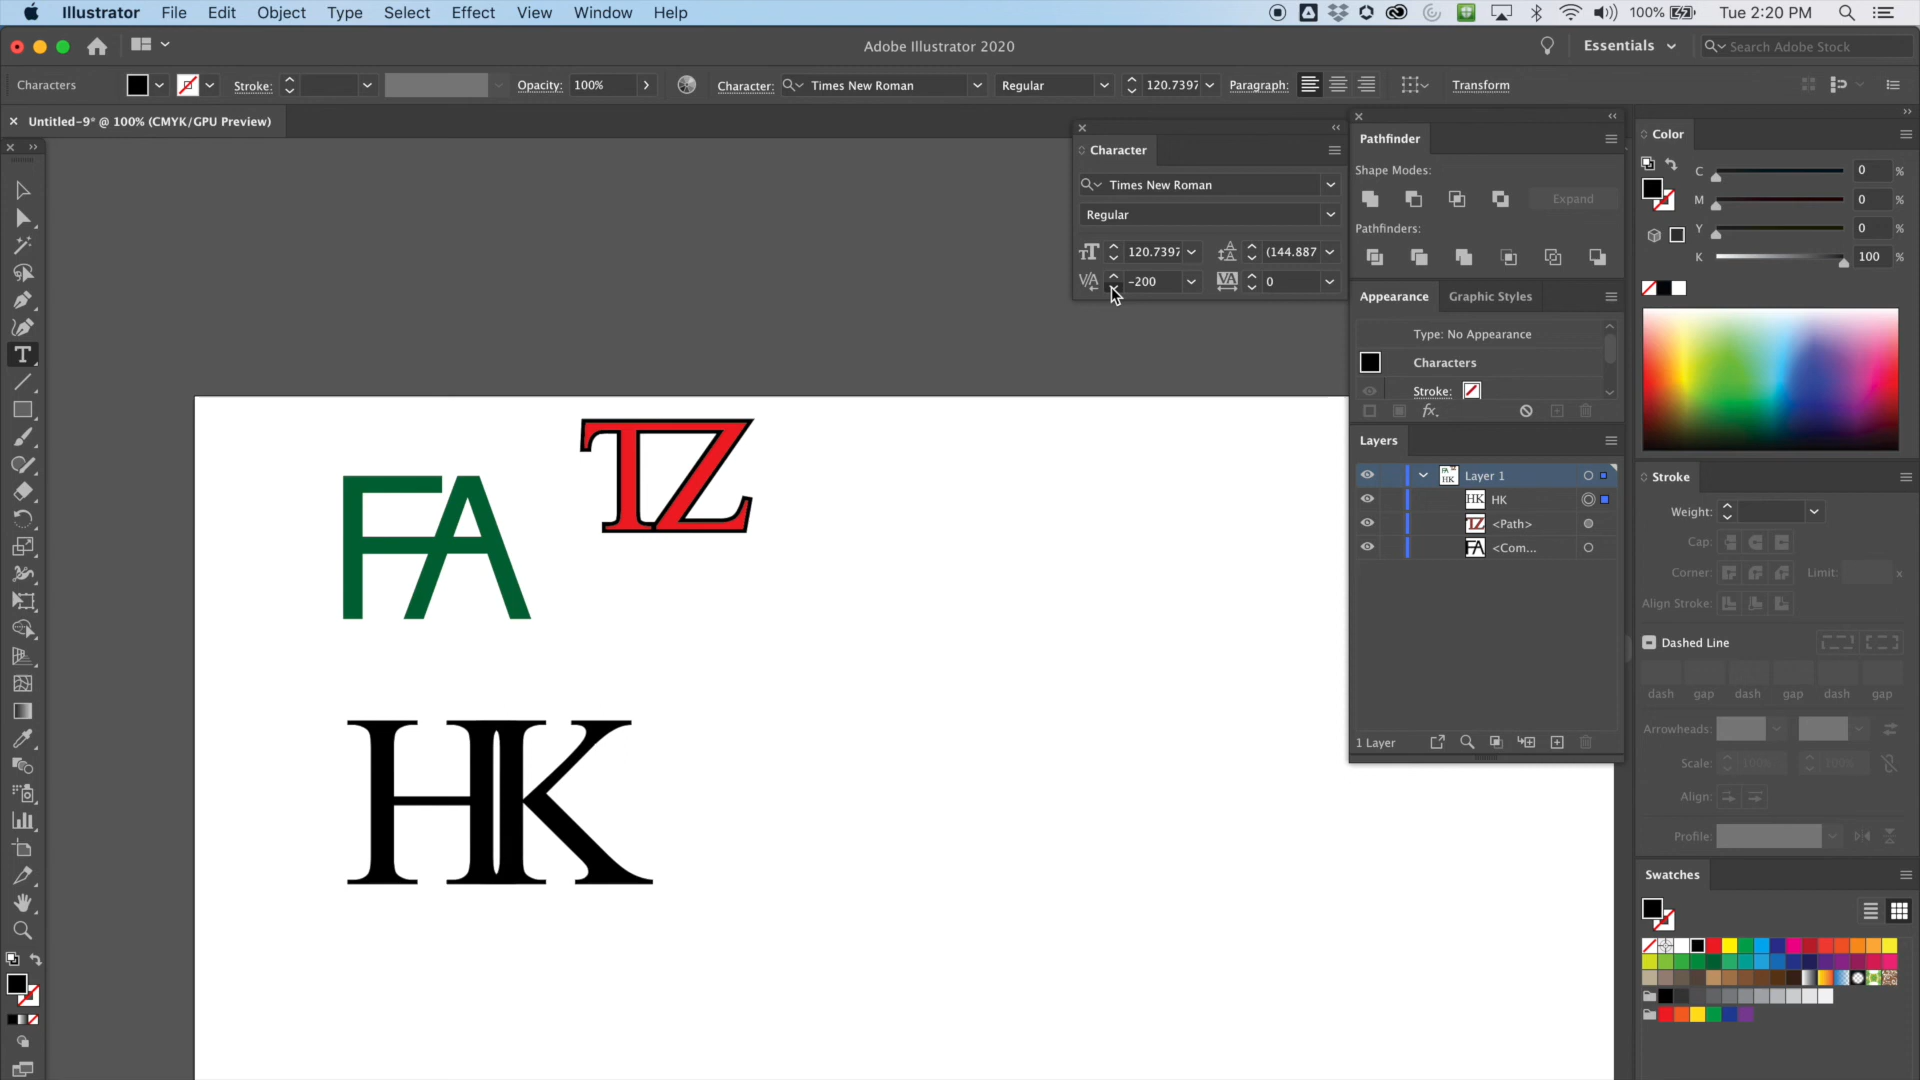 Illustrator File Edit Object Type Select Effect View Window Help
100% Tue 2:20 PM
Adobe Illustrator 2020
Essentials
Search Adobe Stock
Characters Stroke: Opacity: 100% Character: Times New Roman Regular 120.7397 Paragraph: Transform
Untitled-9* @ 100% (CMYK/GPU Preview)
Character
Times New Roman
Regular
120.7397 (144.887
-200 0
Pathfinder
Shape Modes:
Expand
Pathfinders:
Appearance Graphic Styles
Type: No Appearance
Characters
Stroke:
fx.
Layers
Layer 1
HK HK
TZ <Path>
FA <Com...
1 Layer
Color
C 0 %
M 0 %
Y 0 %
K 100 %
Stroke
Weight:
Cap:
Corner: Limit: x
Align Stroke:
Dashed Line
dash gap dash gap dash gap
Arrowheads:
Scale: 100% 100%
Align:
Profile:
Swatches
TZ
FA
HK